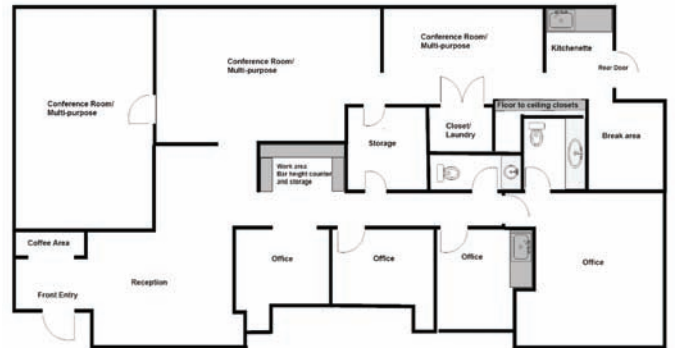 Conference Room/
Multi-purpose
Kitchenette
Rear Door
Conference Room/
Multi-purpose
Conference Room/
Multi-purpose
Floor to ceiling closets
Closet/
Laundry
Break area
Storage
Work area
Bar height counter
and storage
Coffee Area
Office
Office
Office
Office
Reception
Front Entry